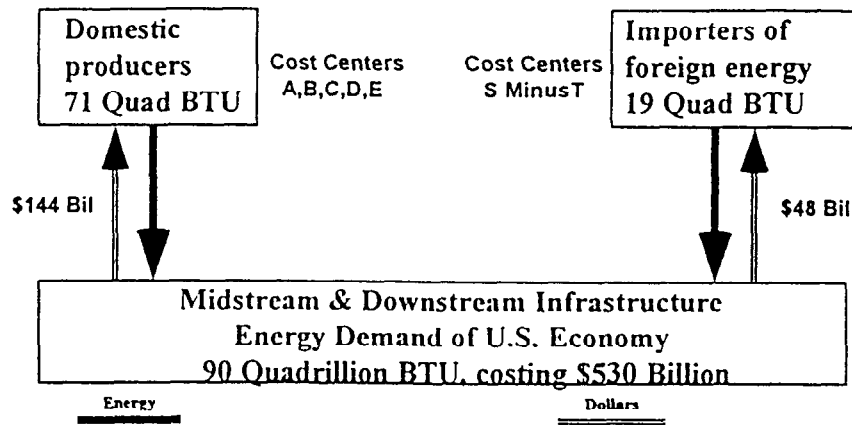 Domestic
producers
71 Quad BTU
Cost Centers
A,B,C,D,E
Cost Centers
S MinusT
Importers of
foreign energy
19 Quad BTU
$144 Bil
$48 Bil
Midstream & Downstream Infrastructure
Energy Demand of U.S. Economy
90 Quadrillion BTU, costing $530 Billion
Energy
Dollars